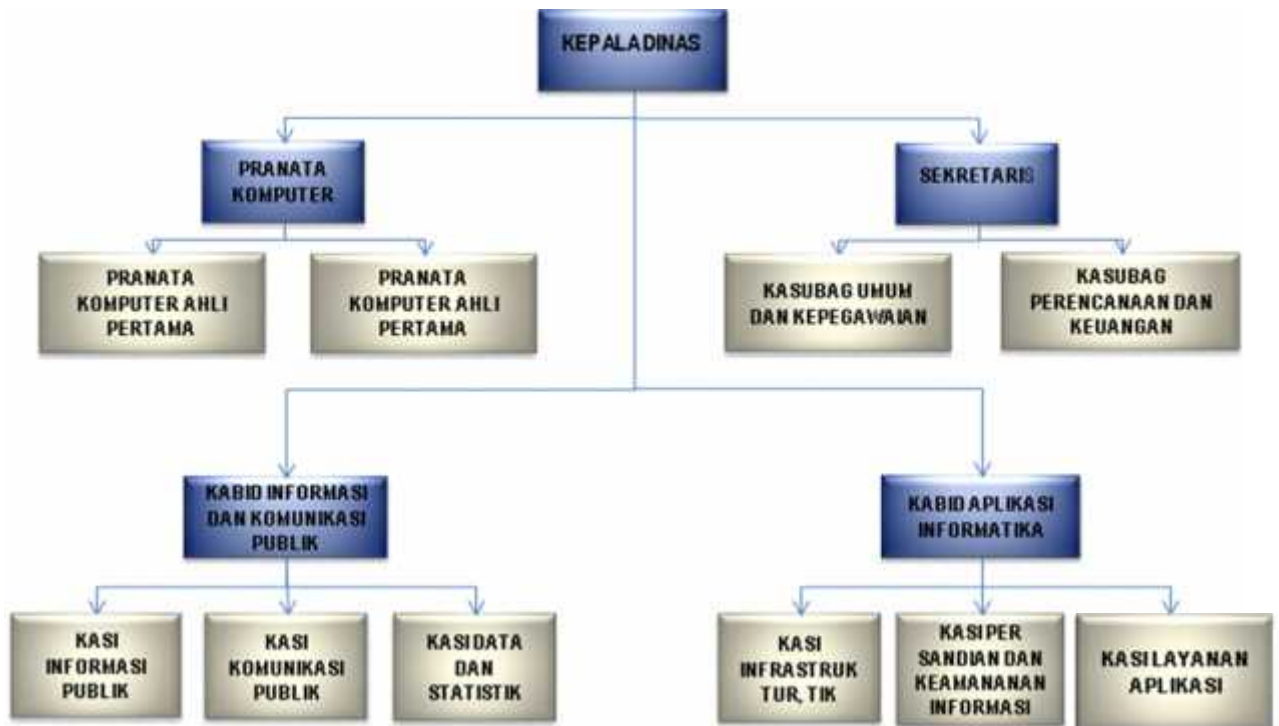 KEPALA DINAS
PRANATA
KOMPUTER
SEKRETARIS
PRANATA
KOMPUTER AHLI
PERTAMA
PRANATA
KOMPUTER AHLI
PERTAMA
KASUBAG UMUM
DAN KEPEGAWAIAN
KASUBAG
PERENCANAAN DAN
KEUANGAN
KABID INFORMASI
DAN KOMUNIKASI
PUBLIK
KABID APLIKASI
INFORMATIKA
KASI
INFORMASI
PUBLIK
KASI
KOMUNIKASI
PUBLIK
KASI DATA
DAN
STATISTIK
KASI
INFRASTRUK
TUR, TIK
KASI PER
SANDIAN DAN
KEAMANANAN
INFORMASI
KASI LAYANAN
APLIKASI